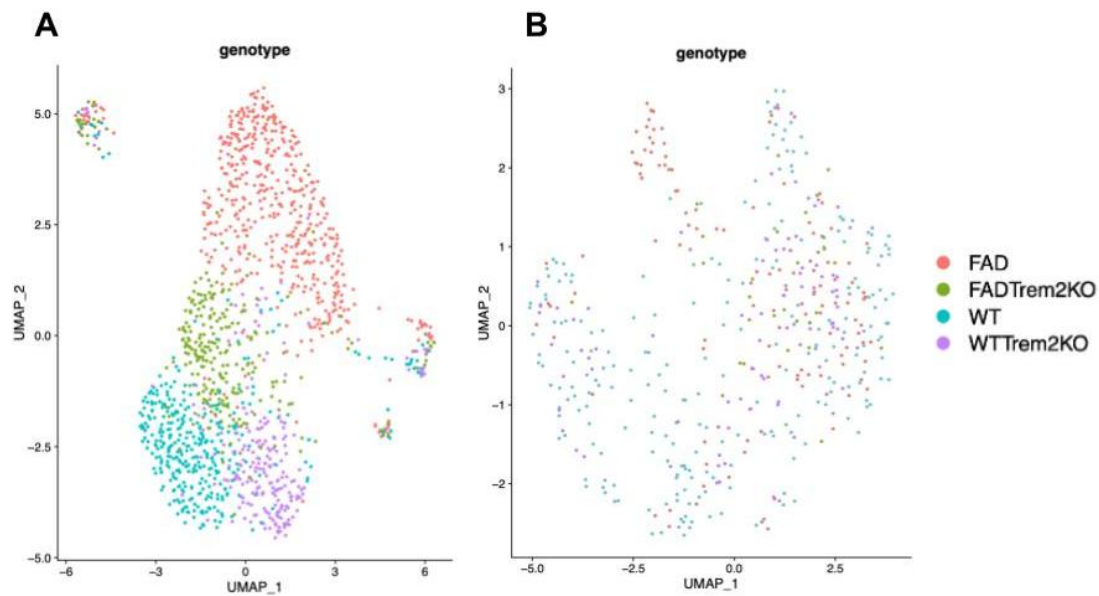 A
genotype
5.0
2.5
0.0
−2.5
−5.0
UMAP_2
−6
−3
0
3
6
UMAP_1
B
genotype
3
2
1
0
−1
−2
UMAP_2
−5.0
−2.5
0.0
2.5
UMAP_1
FAD
FADTrem2KO
WT
WTTrem2KO